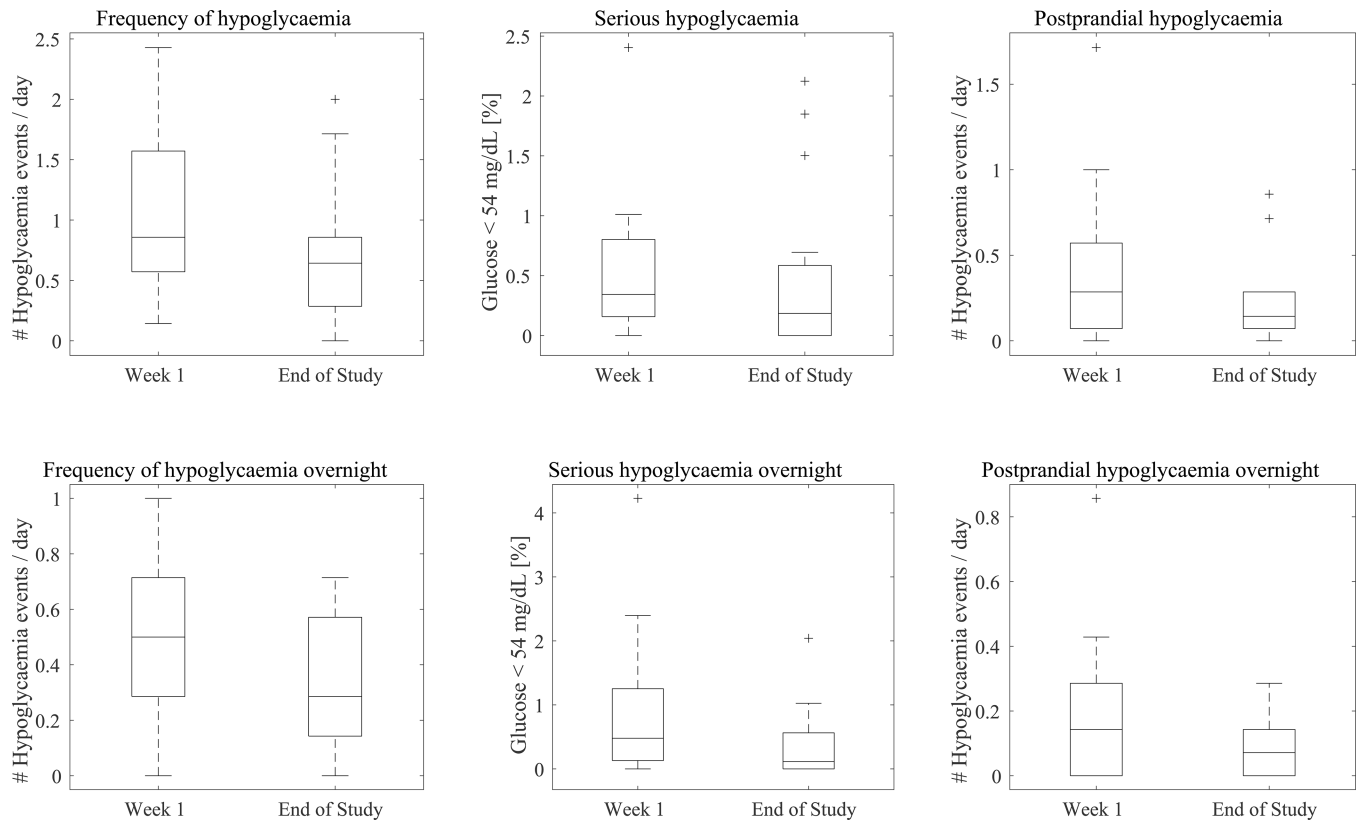 Frequency of hypoglycaemia
# Hypoglycaemia events / day
2.5
2
1.5
1
0.5
0
Week 1 End of Study
Serious hypoglycaemia
Glucose < 54 mg/dL [%]
2.5
2
1.5
1
0.5
0
Week 1 End of Study
Postprandial hypoglycaemia
# Hypoglycaemia events / day
1.5
1
0.5
0
Week 1 End of Study
Frequency of hypoglycaemia overnight
# Hypoglycaemia events / day
1
0.8
0.6
0.4
0.2
0
Week 1 End of Study
Serious hypoglycaemia overnight
Glucose < 54 mg/dL [%]
4
3
2
1
0
Week 1 End of Study
Postprandial hypoglycaemia overnight
# Hypoglycaemia events / day
0.8
0.6
0.4
0.2
0
Week 1 End of Study